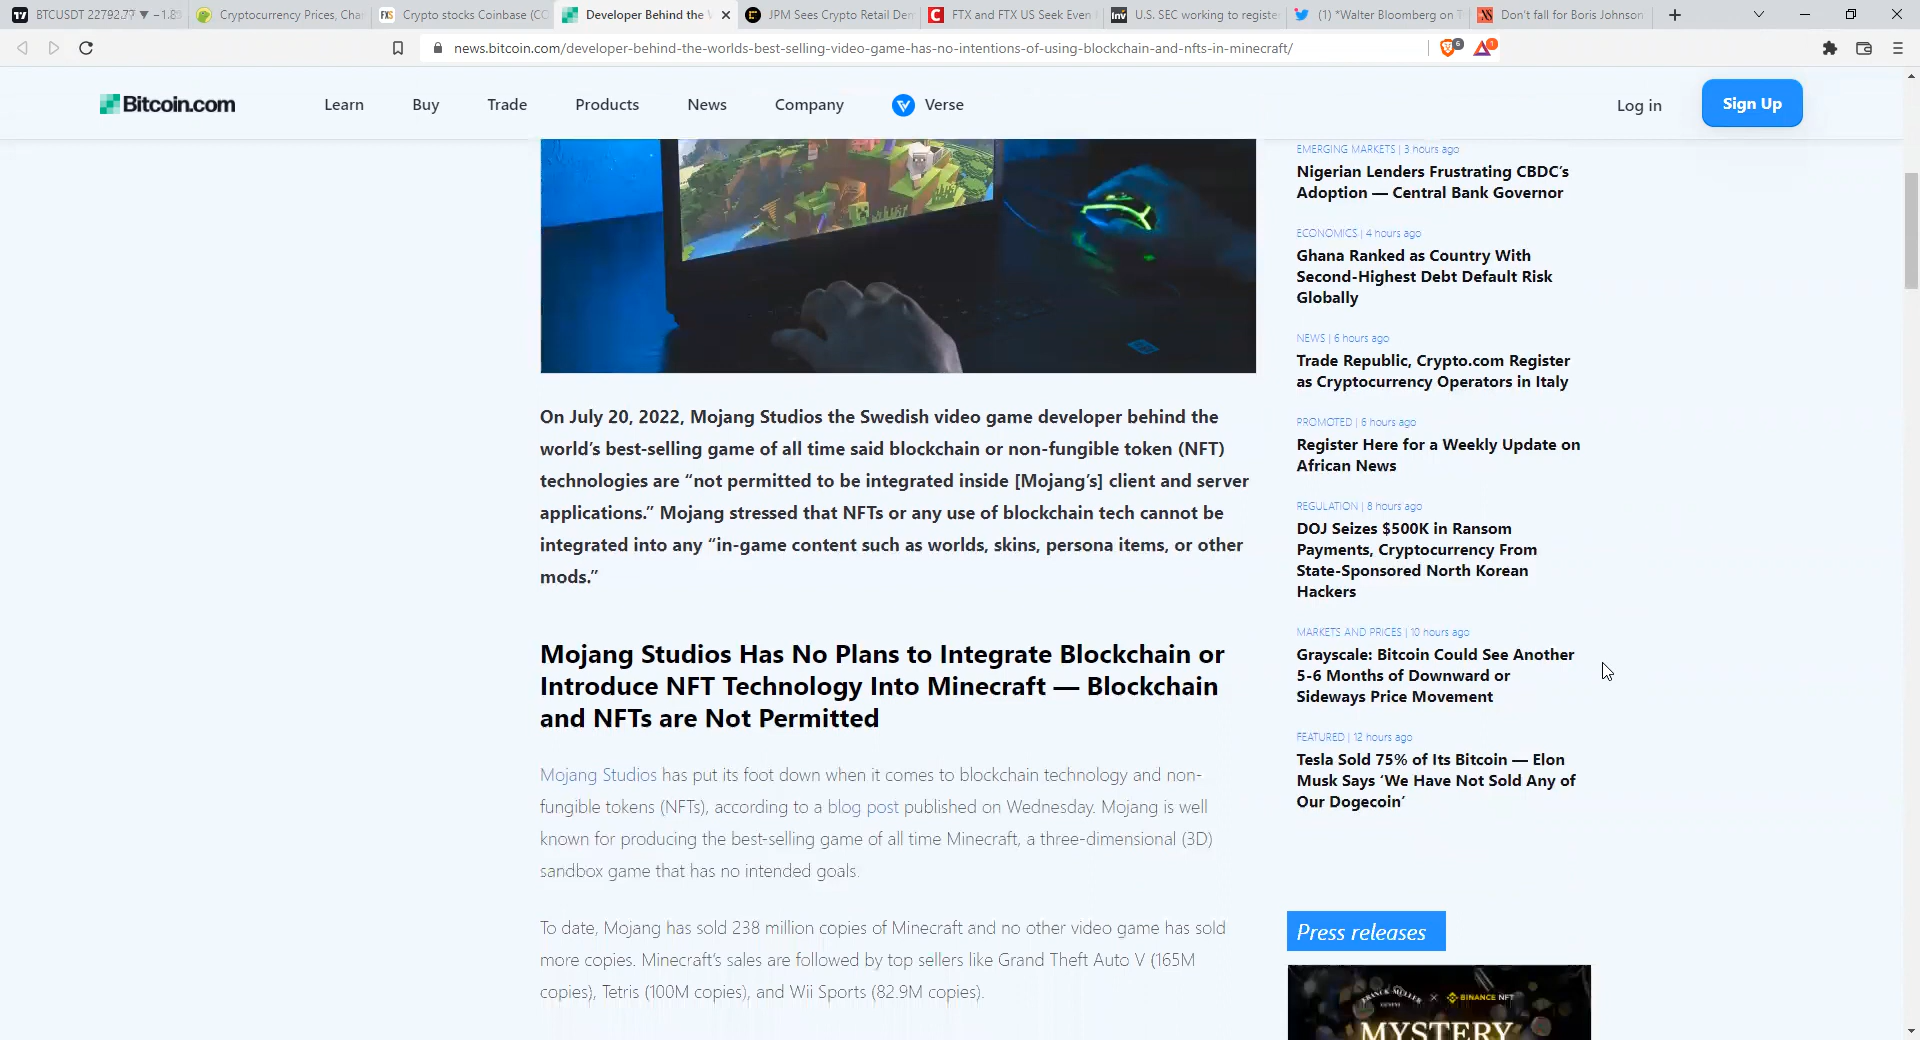 BTCUSDT 22792.77 ▼ −1.8
Cryptocurrency Prices, Cha
Crypto stocks Coinbase (CO
Developer Behind the
JPM Sees Crypto Retail De
FTX and FTX US Seek Even
U.S. SEC working to registe
(1) *Walter Bloomberg on T
Don't fall for Boris Johnson
news.bitcoin.com/developer-behind-the-worlds-best-selling-video-game-has-no-intentions-of-using-blockchain-and-nfts-in-minecraft/
6
1
Bitcoin.com
Learn
Buy
Trade
Products
News
Company
Verse
Log in
Sign Up
On July 20, 2022, Mojang Studios the Swedish video game developer behind the
world's best-selling game of all time said blockchain or non-fungible token (NFT)
technologies are “not permitted to be integrated inside [Mojang's] client and server
applications.” Mojang stressed that NFTs or any use of blockchain tech cannot be
integrated into any “in-game content such as worlds, skins, persona items, or other
mods.”
Mojang Studios Has No Plans to Integrate Blockchain or
Introduce NFT Technology Into Minecraft — Blockchain
and NFTs are Not Permitted
Mojang Studios has put its foot down when it comes to blockchain technology and non-
fungible tokens (NFTs), according to a blog post published on Wednesday. Mojang is well
known for producing the best-selling game of all time Minecraft, a three-dimensional (3D)
sandbox game that has no intended goals.
To date, Mojang has sold 238 million copies of Minecraft and no other video game has sold
more copies. Minecraft's sales are followed by top sellers like Grand Theft Auto V (165M
copies), Tetris (100M copies), and Wii Sports (82.9M copies).
EMERGING MARKETS | 3 hours ago
Nigerian Lenders Frustrating CBDC's
Adoption — Central Bank Governor
ECONOMICS | 4 hours ago
Ghana Ranked as Country With
Second-Highest Debt Default Risk
Globally
NEWS | 6 hours ago
Trade Republic, Crypto.com Register
as Cryptocurrency Operators in Italy
PROMOTED | 6 hours ago
Register Here for a Weekly Update on
African News
REGULATION | 8 hours ago
DOJ Seizes $500K in Ransom
Payments, Cryptocurrency From
State-Sponsored North Korean
Hackers
MARKETS AND PRICES | 10 hours ago
Grayscale: Bitcoin Could See Another
5-6 Months of Downward or
Sideways Price Movement
FEATURED | 12 hours ago
Tesla Sold 75% of Its Bitcoin — Elon
Musk Says ‘We Have Not Sold Any of
Our Dogecoin’
Press releases
FRANCK MULLER × BINANCE NFT
MYSTERY